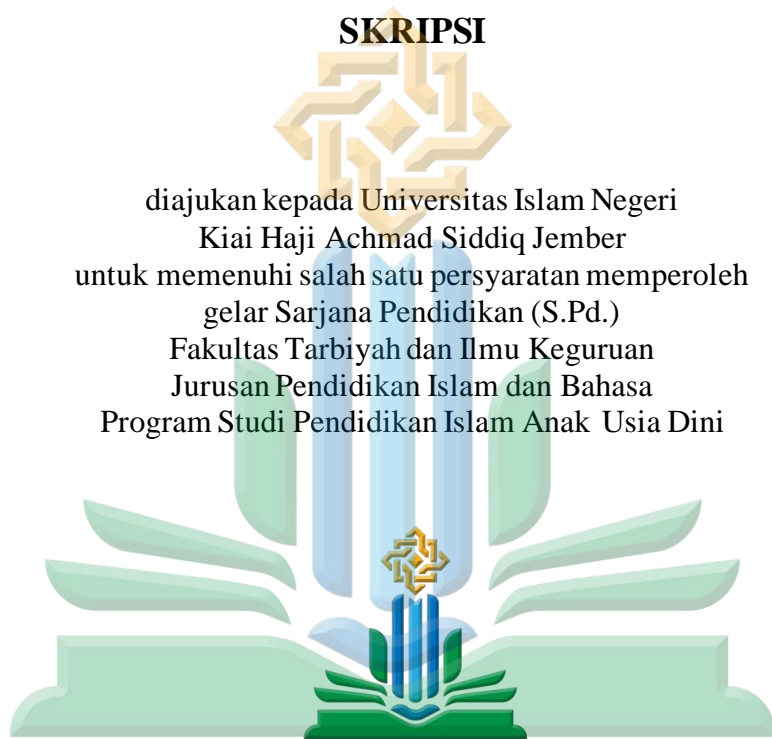 SKRIPSI
diajukan kepada Universitas Islam Negeri
Kiai Haji Achmad Siddiq Jember
untuk memenuhi salah satu persyaratan memperoleh
gelar Sarjana Pendidikan (S.Pd.)
Fakultas Tarbiyah dan Ilmu Keguruan
Jurusan Pendidikan Islam dan Bahasa
Program Studi Pendidikan Islam Anak Usia Dini